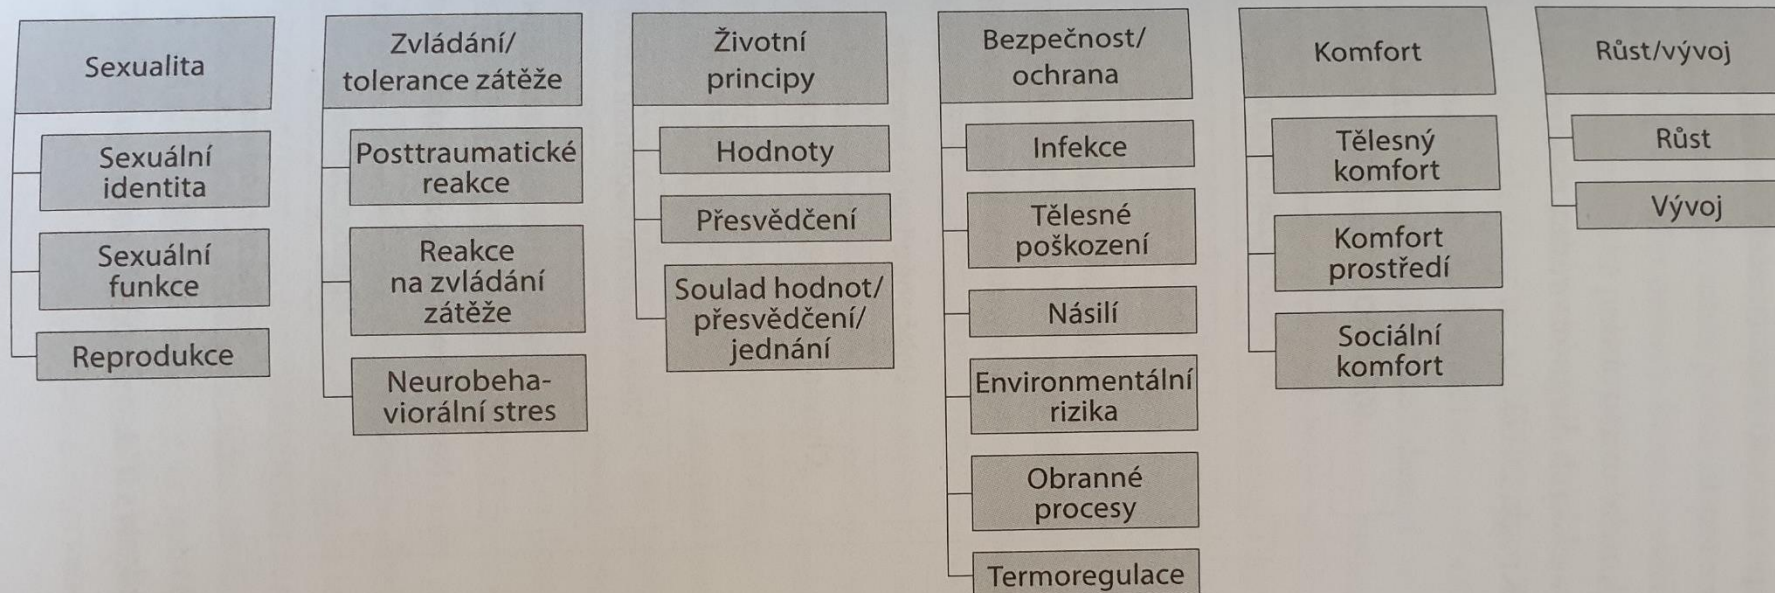 Sexualita
Sexuální
identita
Sexuální
funkce
Reprodukce
Zvládání/
tolerance zátěže
Posttraumatické
reakce
Reakce
na zvládání
zátěže
Neurobeha-
viorální stres
Životní
principy
Hodnoty
Přesvědčení
Soulad hodnot/
přesvědčení/
jednání
Bezpečnost/
ochrana
Infekce
Tělesné
poškození
Násilí
Environmentální
rizika
Obranné
procesy
Termoregulace
Komfort
Tělesný
komfort
Komfort
prostředí
Sociální
komfort
Růst/vývoj
Růst
Vývoj